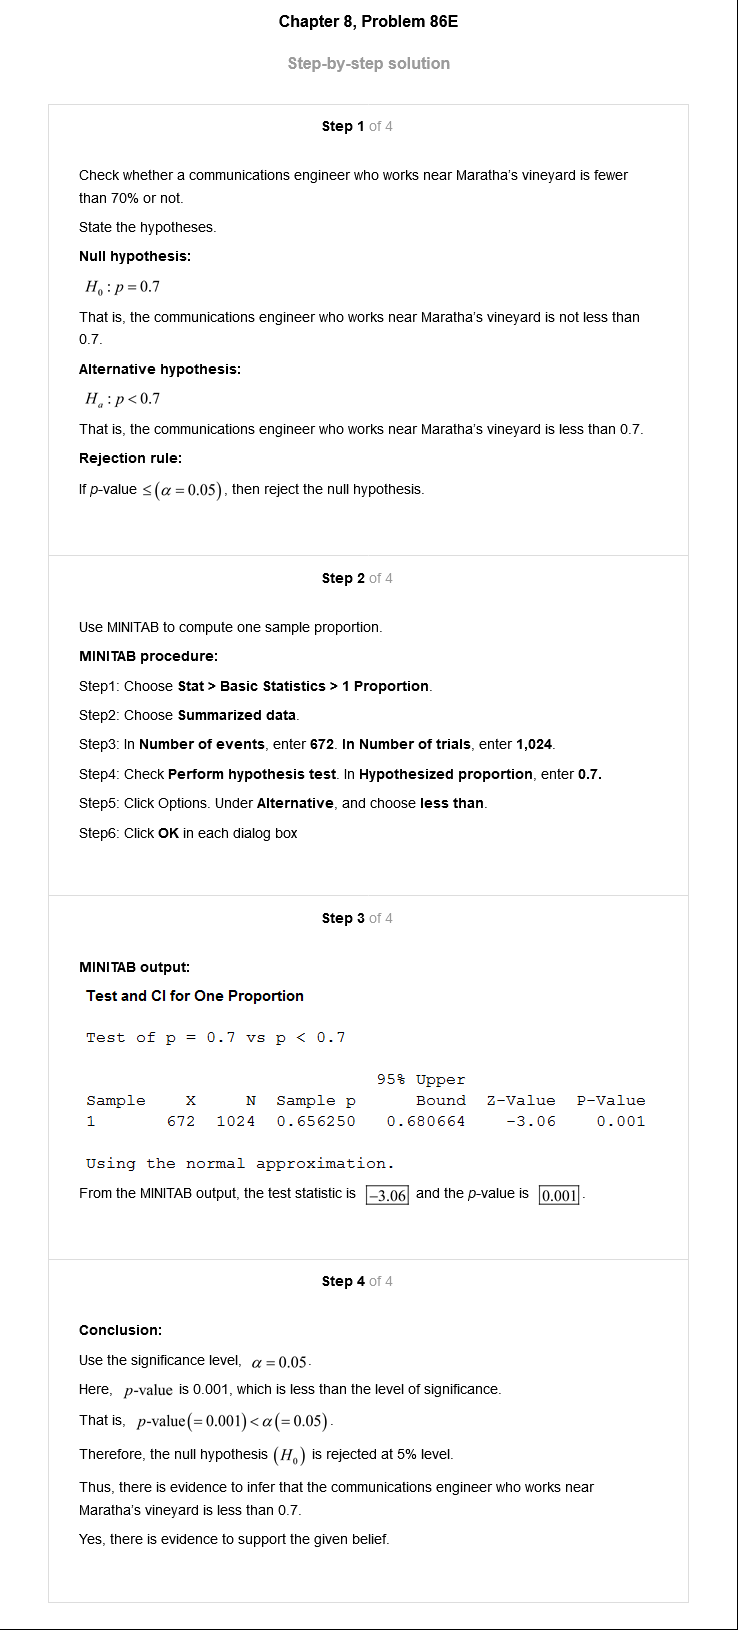 Chapter 8, Problem 86E
Step-by-step solution
Step 1 of 4
Check whether a communications engineer who works near Maratha's vineyard is fewer
than 70% or not.
State the hypotheses.
Null hypothesis:
H₀ : p = 0.7
That is, the communications engineer who works near Maratha's vineyard is not less than
0.7.
Alternative hypothesis:
Hₐ : p < 0.7
That is, the communications engineer who works near Maratha's vineyard is less than 0.7.
Rejection rule:
If p-value ≤ (α = 0.05), then reject the null hypothesis.
Step 2 of 4
Use MINITAB to compute one sample proportion.
MINITAB procedure:
Step1: Choose Stat > Basic Statistics > 1 Proportion.
Step2: Choose Summarized data.
Step3: In Number of events, enter 672. In Number of trials, enter 1,024.
Step4: Check Perform hypothesis test. In Hypothesized proportion, enter 0.7.
Step5: Click Options. Under Alternative, and choose less than.
Step6: Click OK in each dialog box
Step 3 of 4
MINITAB output:
Test and CI for One Proportion
Test of p = 0.7 vs p < 0.7
95% Upper
Sample X N Sample p Bound Z-Value P-Value
1 672 1024 0.656250 0.680664 -3.06 0.001
Using the normal approximation.
From the MINITAB output, the test statistic is −3.06 and the p-value is 0.001.
Step 4 of 4
Conclusion:
Use the significance level, α = 0.05.
Here, p-value is 0.001, which is less than the level of significance.
That is, p-value(= 0.001) < α(= 0.05).
Therefore, the null hypothesis (H₀) is rejected at 5% level.
Thus, there is evidence to infer that the communications engineer who works near
Maratha's vineyard is less than 0.7.
Yes, there is evidence to support the given belief.